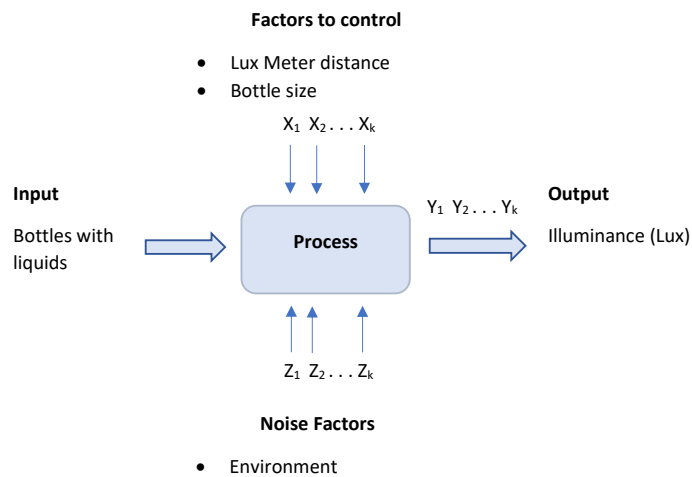 Factors to control
• Lux Meter distance
• Bottle size
X₁ X₂ . . . Xₖ
Input
Bottles with
liquids
Process
Y₁ Y₂ . . . Yₖ
Output
Illuminance (Lux)
Z₁ Z₂ . . . Zₖ
Noise Factors
• Environment